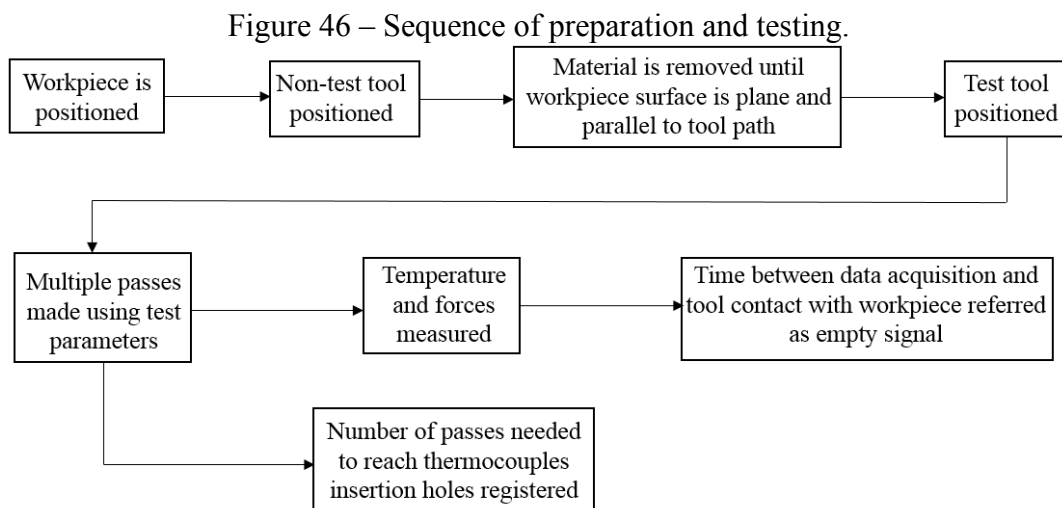 Figure 46 – Sequence of preparation and testing.
Workpiece is
positioned
Non-test tool
positioned
Material is removed until
workpiece surface is plane and
parallel to tool path
Test tool
positioned
Multiple passes
made using test
parameters
Temperature
and forces
measured
Time between data acquisition and
tool contact with workpiece referred
as empty signal
Number of passes needed
to reach thermocouples
insertion holes registered